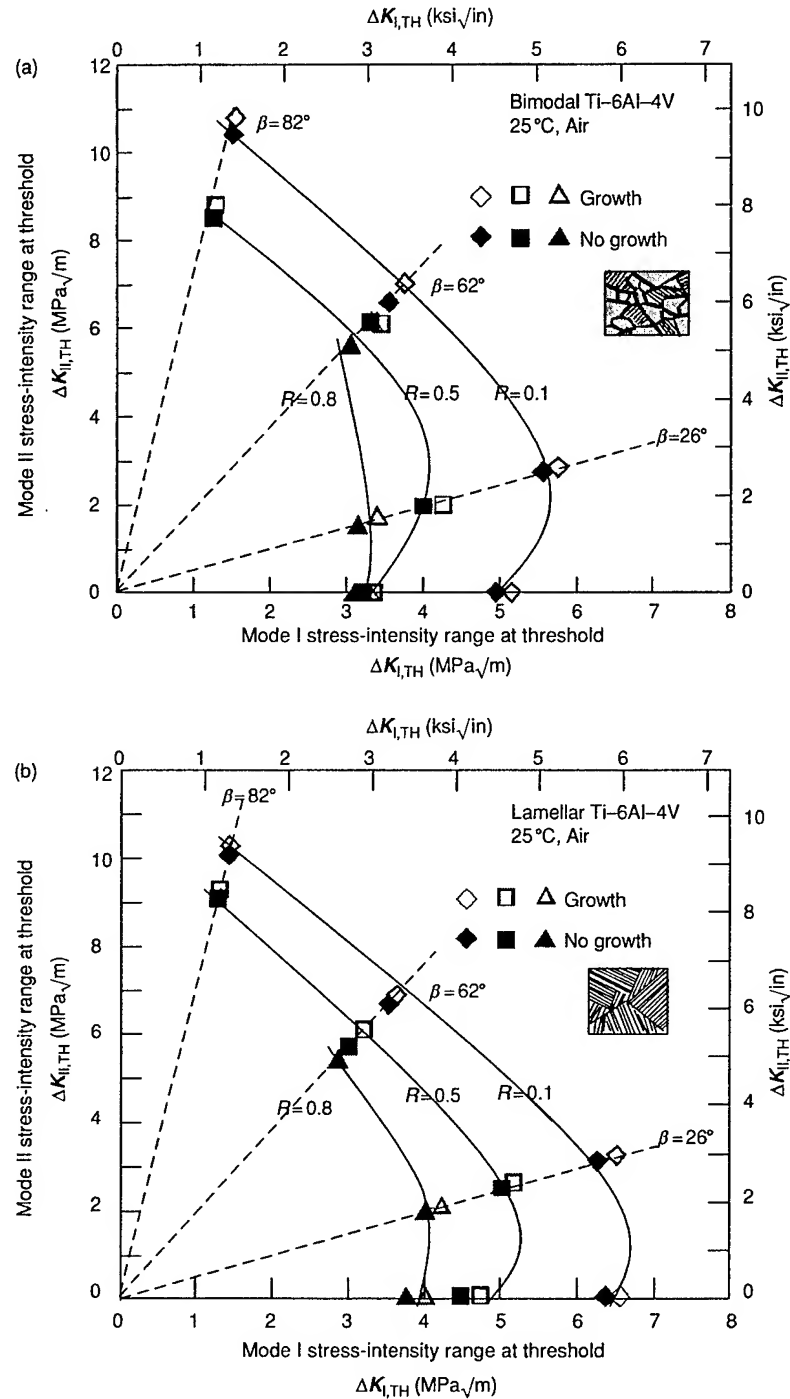 ΔK_I,TH (ksi√in)
0 1 2 3 4 5 6 7
(a)
12
10
8
6
4
2
0
Mode II stress-intensity range at threshold
ΔK_II,TH (MPa√m)
Bimodal Ti–6Al–4V
25°C, Air
Growth
No growth
β=82°
β=62°
β=26°
R=0.8
R=0.5
R=0.1
10
8
6
4
2
0
ΔK_II,TH (ksi√in)
0 1 2 3 4 5 6 7 8
Mode I stress-intensity range at threshold
ΔK_I,TH (MPa√m)
ΔK_I,TH (ksi√in)
0 1 2 3 4 5 6 7
(b)
12
10
8
6
4
2
0
Mode II stress-intensity range at threshold
ΔK_II,TH (MPa√m)
β=82°
Lamellar Ti–6Al–4V
25°C, Air
Growth
No growth
β=62°
R=0.8
R=0.5
R=0.1
β=26°
10
8
6
4
2
0
ΔK_II,TH (ksi√in)
0 1 2 3 4 5 6 7 8
Mode I stress-intensity range at threshold
ΔK_I,TH (MPa√m)